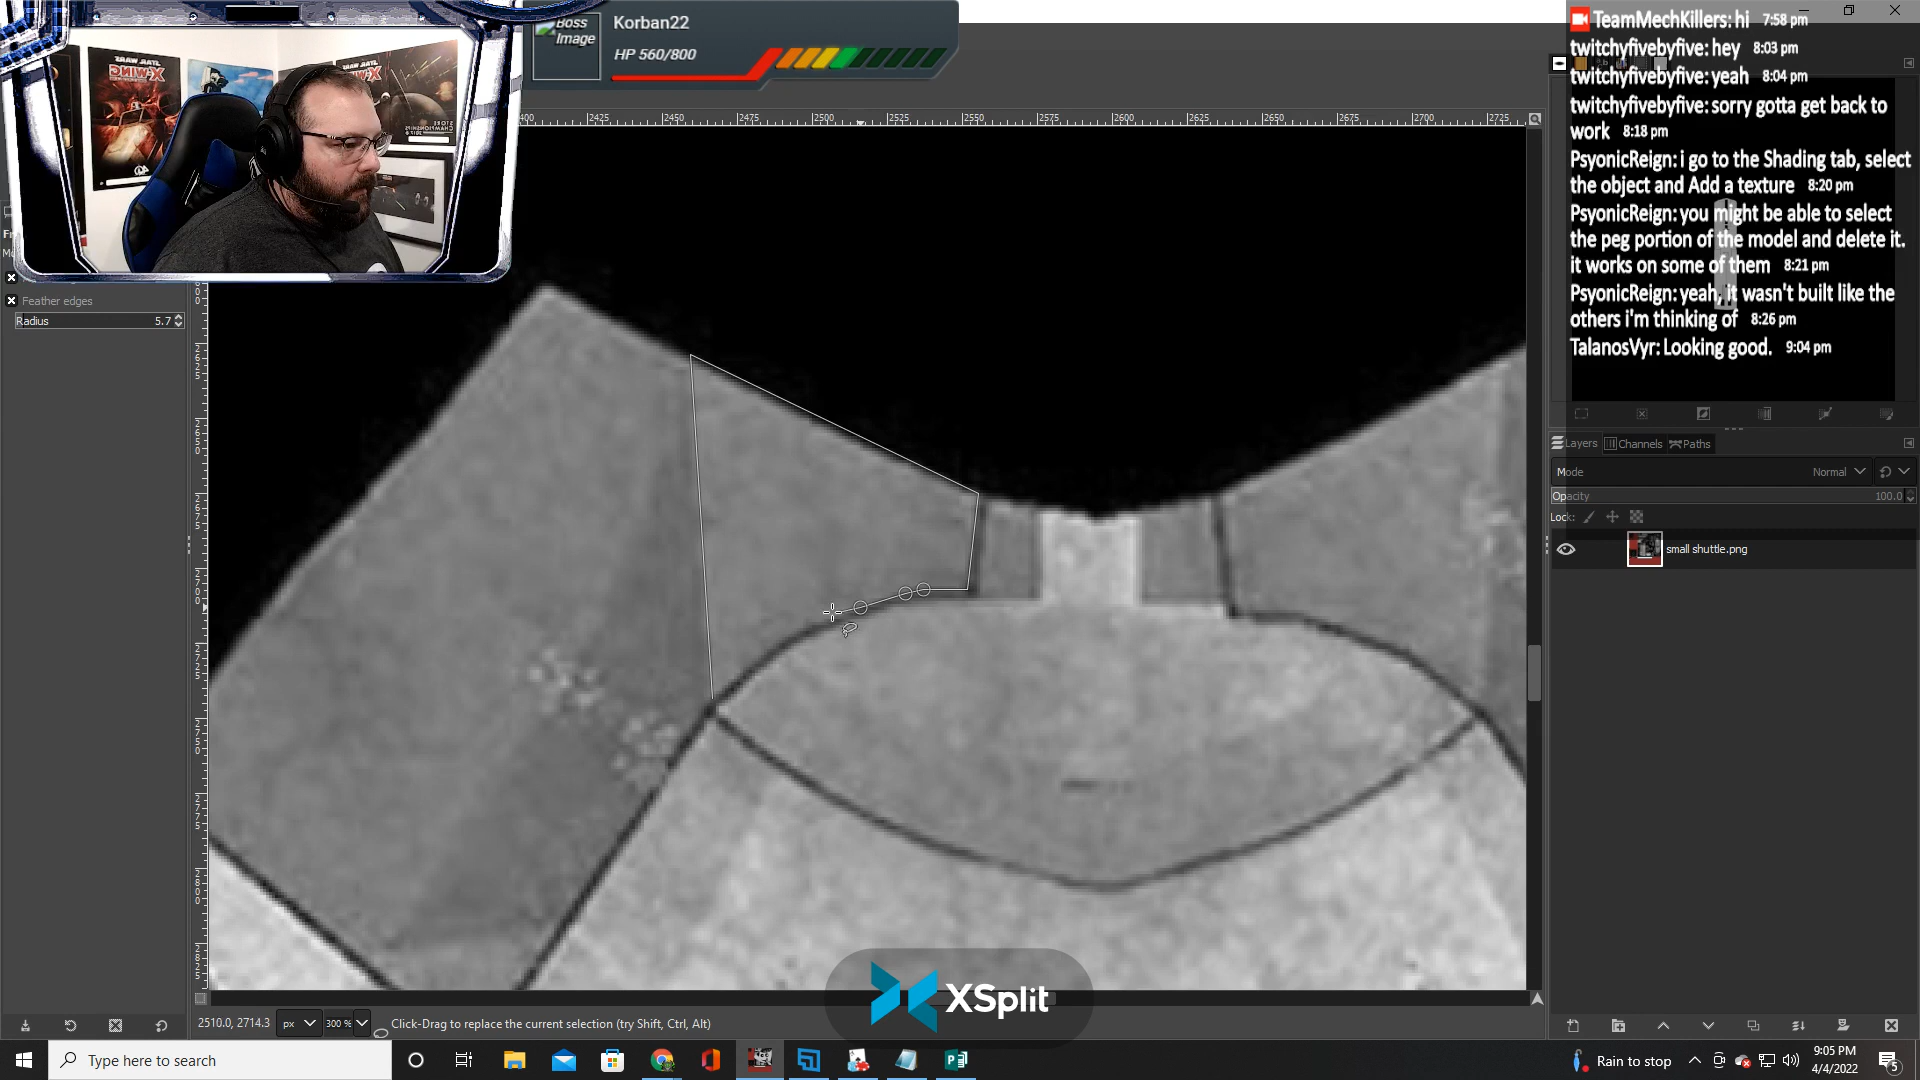 Boss
Image
Korban22
HP 560/800
TeamMechKillers: hi 7:58 pm
twitchyfivebyfive: hey 8:03 pm
twitchyfivebyfive: yeah 8:04 pm
twitchyfivebyfive: sorry gotta get back to
work 8:18 pm
PsyonicReign: i go to the Shading tab, select
the object and Add a texture 8:20 pm
PsyonicReign: you might be able to select
the peg portion of the model and delete it.
it works on some of them 8:21 pm
PsyonicReign: yeah, it wasn't built like the
others i'm thinking of 8:26 pm
TalanosVyr: Looking good. 9:04 pm
400 2425 2450 2475 2500 2525 2550 2575 2600 2625 2650 2675 2700 2725
Feather edges
Radius 5.7
Layers Channels Paths
Mode Normal
Opacity 100.0
Lock:
small shuttle.png
XSplit
2510.0, 2714.3 px 300 % Click-Drag to replace the current selection (try Shift, Ctrl, Alt)
Type here to search
Rain to stop
9:05 PM
4/4/2022
5